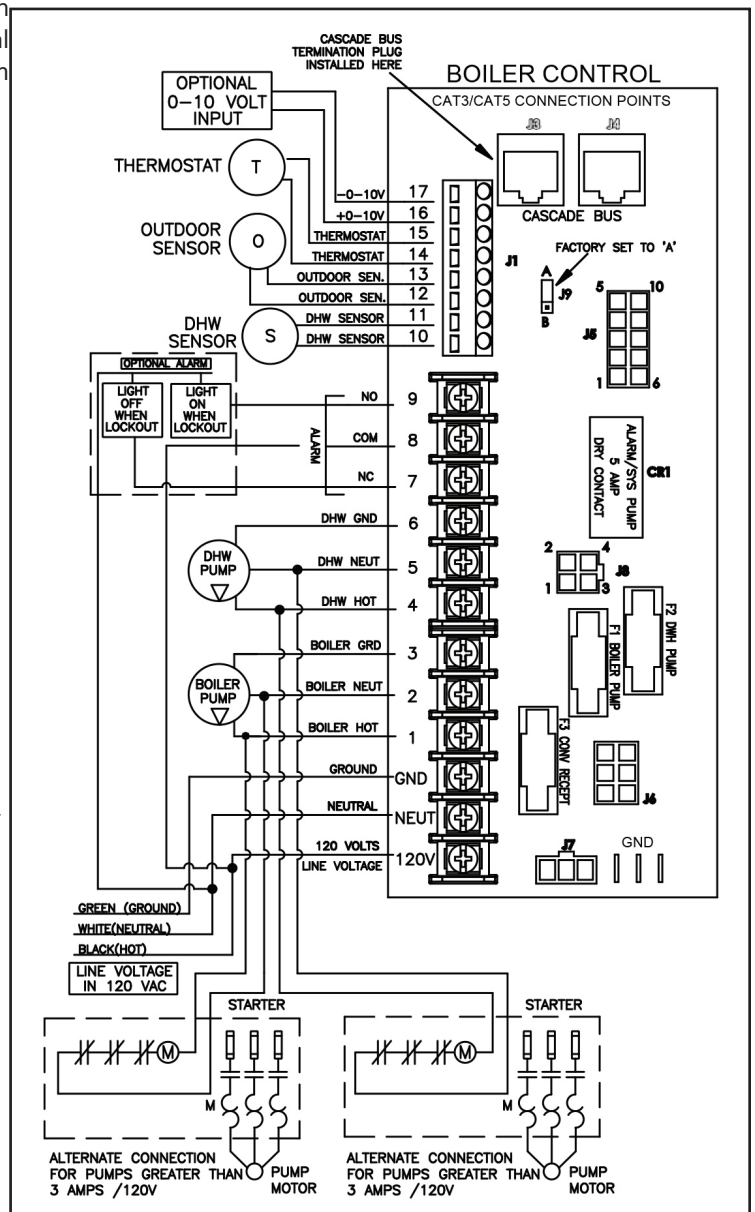 n
al
n
CASCADE BUS
TERMINATION PLUG
INSTALLED HERE
BOILER CONTROL
OPTIONAL
0-10 VOLT
INPUT
CAT3/CAT5 CONNECTION POINTS
J3 J4
THERMOSTAT T
CASCADE BUS
-0-10V 17
+0-10V 16
THERMOSTAT 15
THERMOSTAT 14
OUTDOOR SEN. 13
OUTDOOR SEN. 12
DHW SENSOR 11
DHW SENSOR 10
J1
OUTDOOR
SENSOR
O
FACTORY SET TO 'A'
A
J9
B
5 10
J5
1 6
DHW
SENSOR
S
OPTIONAL ALARM
LIGHT
OFF
WHEN
LOCKOUT
LIGHT
ON
WHEN
LOCKOUT
ALARM
NO 9
COM 8
NC 7
DHW GND 6
DHW NEUT 5
DHW HOT 4
BOILER GRD 3
BOILER NEUT 2
BOILER HOT 1
GROUND GND
NEUTRAL NEUT
120 VOLTS 120V
LINE VOLTAGE
DHW
PUMP
BOILER
PUMP
ALARM/SYS PUMP
5 AMP
DRY CONTACT
CR1
2 4
J8
1 3
F2 DWH PUMP
F1 BOILER PUMP
F3 CONV RECEPT
J6
J7
GND
GREEN (GROUND)
WHITE(NEUTRAL)
BLACK(HOT)
LINE VOLTAGE
IN 120 VAC
STARTER
M
M
ALTERNATE CONNECTION
FOR PUMPS GREATER THAN
3 AMPS /120V
PUMP
MOTOR
STARTER
M
M
ALTERNATE CONNECTION
FOR PUMPS GREATER THAN
3 AMPS /120V
PUMP
MOTOR